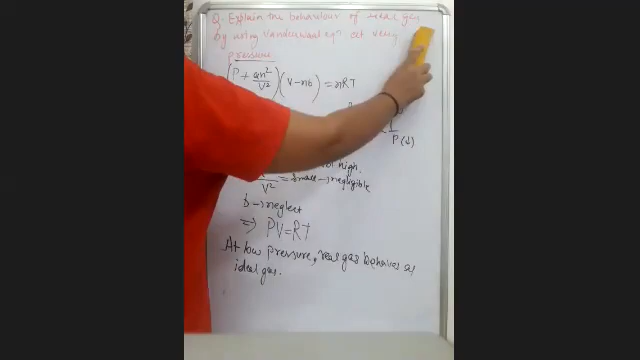 Q. Explain the behaviour of real gas
by using vanderwaal eqn at very
pressure
(P + an²/V²) (V-nb) = nRT
P(↓)
high.
V² = small → negligible
b → neglect
⇒ PV = RT
At low pressure, real gas behaves as
ideal gas.